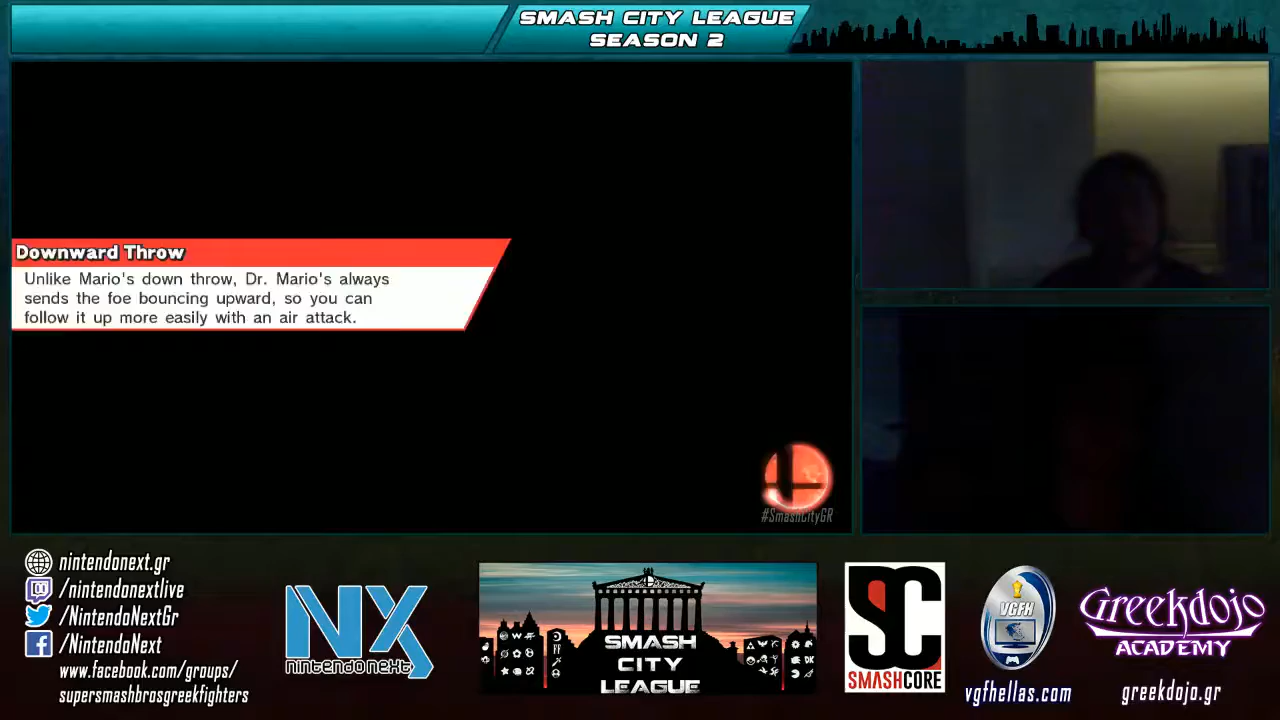 SMASH CITY LEAGUE
SEASON 2
Downward Throw
Unlike Mario's down throw, Dr. Mario's always
sends the foe bouncing upward, so you can
follow it up more easily with an air attack.
#SmashCityGR
nintendonext.gr
/nintendonextlive
/NintendoNextGr
/NintendoNext
www.facebook.com/groups/
supersmashbrosgreekfighters
NX
nintendo next
SMASH
CITY
LEAGUE
SC
SMASHCORE
VGFH
vgfhellas.com
Greekdojo
ACADEMY
greekdojo.gr